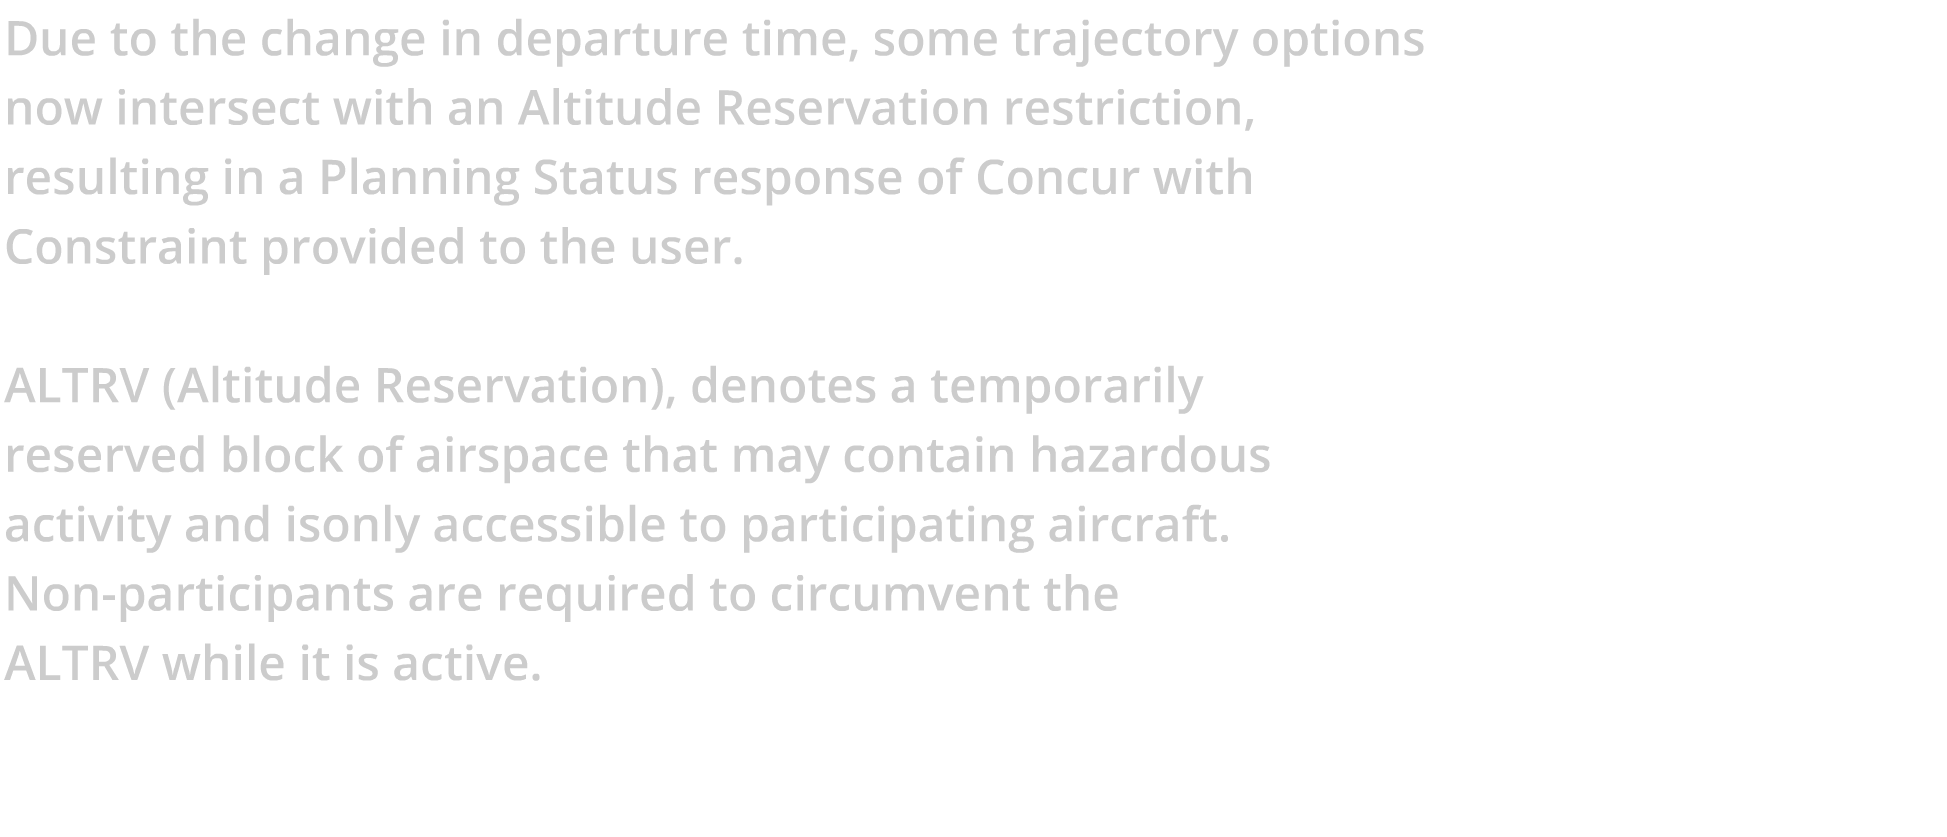 Due to the change in departure time, some trajectory options
now intersect with an Altitude Reservation restriction,
resulting in a Planning Status response of Concur with
Constraint provided to the user.
ALTRV (Altitude Reservation), denotes a temporarily
reserved block of airspace that may contain hazardous
activity and isonly accessible to participating aircraft.
Non-participants are required to circumvent the
ALTRV while it is active.